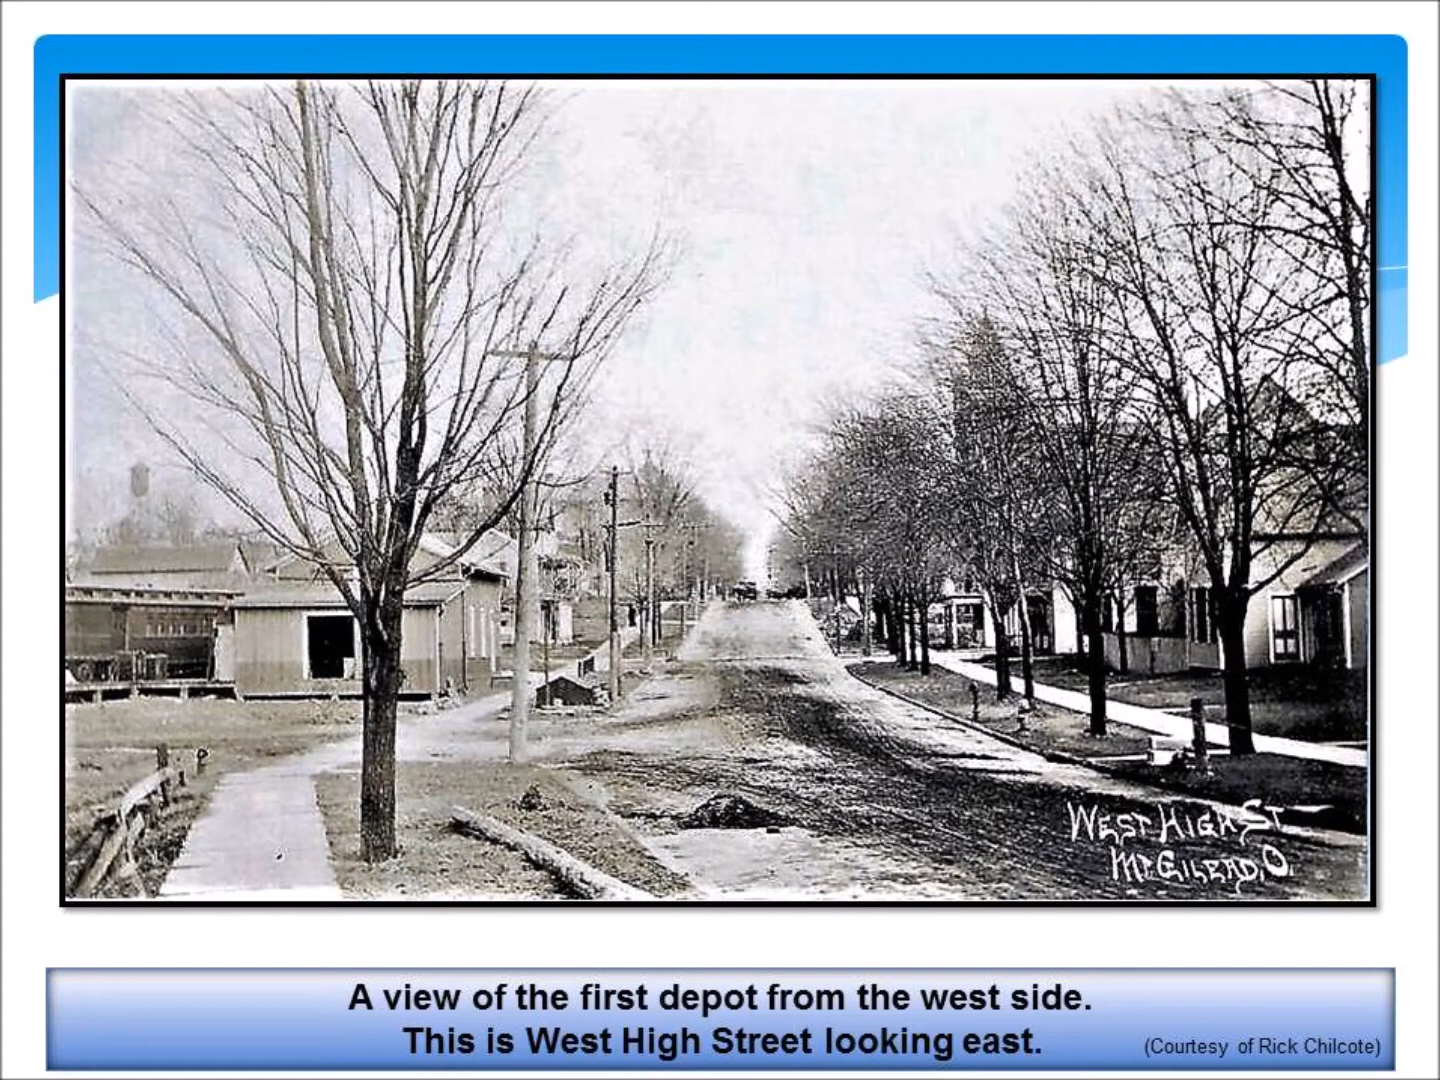 West High St
Mt. Gilead, O.
A view of the first depot from the west side.
This is West High Street looking east.
(Courtesy of Rick Chilcote)